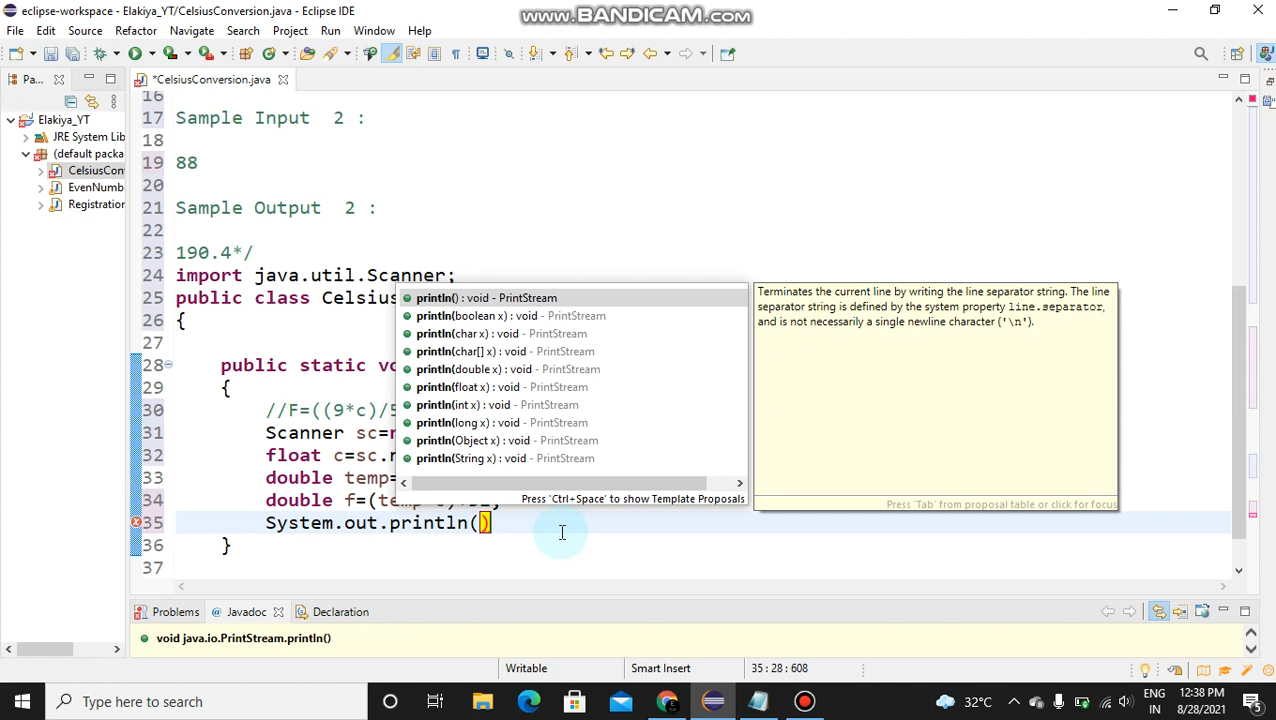 eclipse-workspace - Elakiya_YT/CelsiusConversion.java - Eclipse IDE
www.BANDICAM.com
File Edit Source Refactor Navigate Search Project Run Window Help
Pa...
*CelsiusConversion.java
16
17 Sample Input  2 :
18
19 88
20
21 Sample Output  2 :
22
23 190.4*/
24 import java.util.Scanner;
25 public class Celsius
26 {
27
28 public static vo
29 {
30 //F=((9*c)/5
31 Scanner sc=n
32 float c=sc.n
33 double temp=
34 double f=(temp*c)+32;
35 System.out.println()
36 }
37
Elakiya_YT
JRE System Lib
(default packa
CelsiusConv
EvenNumb
Registration
println() : void - PrintStream
println(boolean x) : void - PrintStream
println(char x) : void - PrintStream
println(char[] x) : void - PrintStream
println(double x) : void - PrintStream
println(float x) : void - PrintStream
println(int x) : void - PrintStream
println(long x) : void - PrintStream
println(Object x) : void - PrintStream
println(String x) : void - PrintStream
Press 'Ctrl+Space' to show Template Proposals
Terminates the current line by writing the line separator string. The line
separator string is defined by the system property line.separator,
and is not necessarily a single newline character ('\n').
Press 'Tab' from proposal table or click for focus
Problems @ Javadoc Declaration
void java.io.PrintStream.println()
Writable Smart Insert 35 : 28 : 608
Type here to search
32°C
ENG
IN
12:38 PM
8/28/2021
5